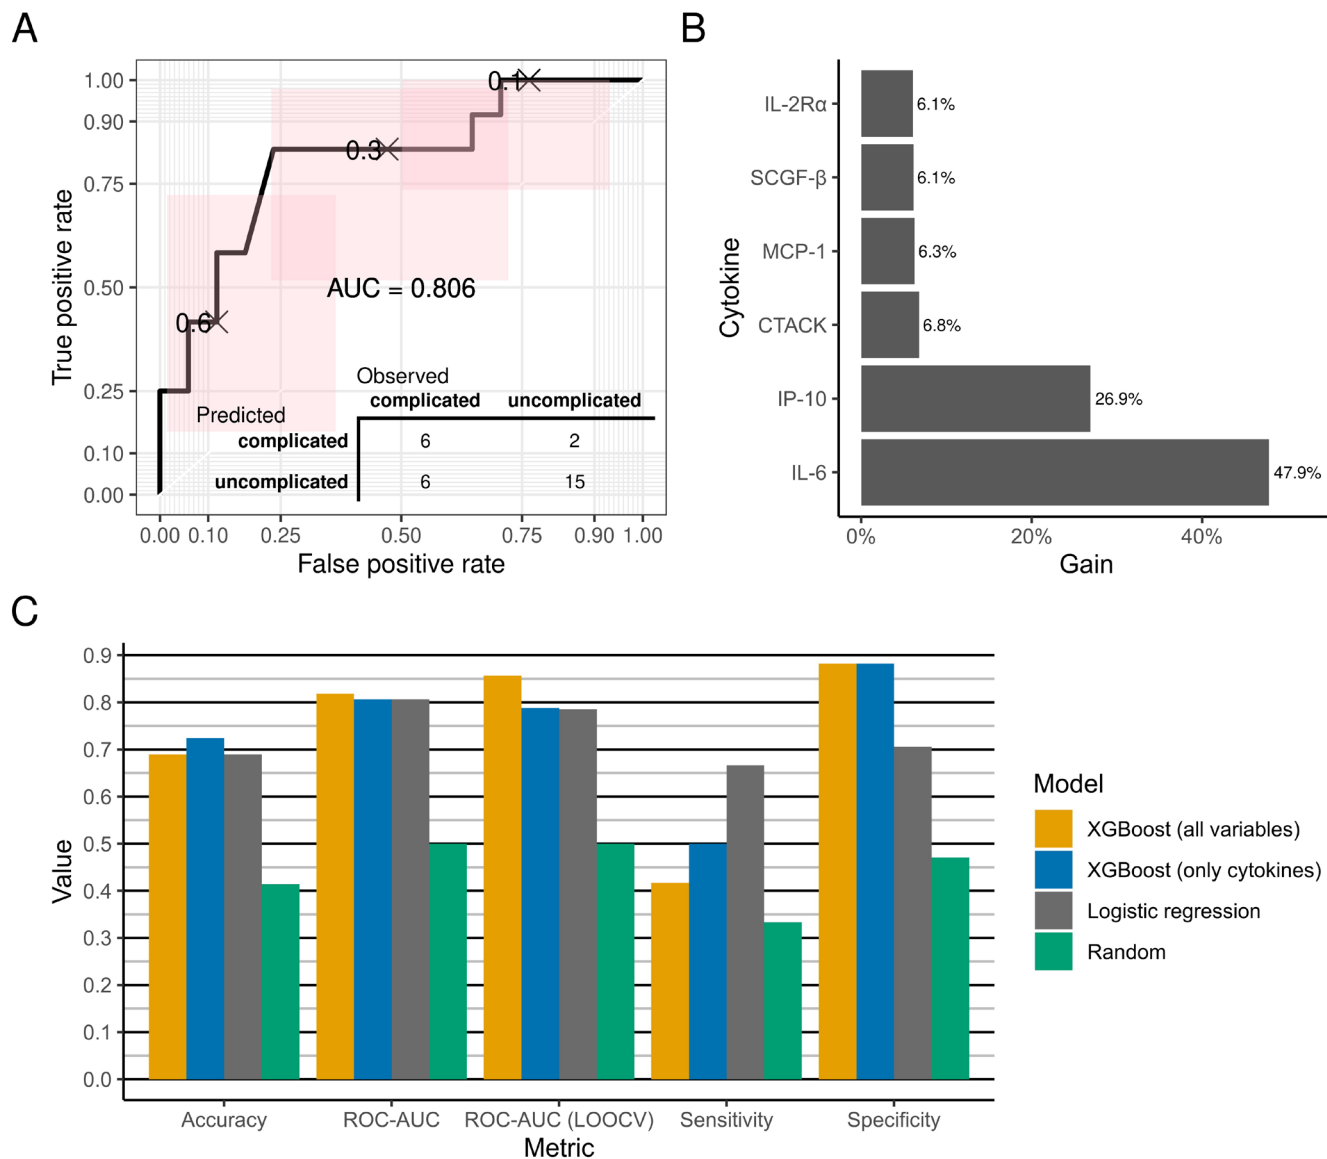 A
1.00
0.90
0.75
0.50
0.25
0.10
0.00
True positive rate
0.1
0.3
0.6
AUC = 0.806
Observed
complicated uncomplicated
Predicted
complicated 6 2
uncomplicated 6 15
0.00 0.10 0.25 0.50 0.75 0.90 1.00
False positive rate
B
Cytokine
IL-2Rα 6.1%
SCGF-β 6.1%
MCP-1 6.3%
CTACK 6.8%
IP-10 26.9%
IL-6 47.9%
0% 20% 40%
Gain
C
0.9
0.8
0.7
0.6
0.5
0.4
0.3
0.2
0.1
0.0
Value
Accuracy ROC-AUC ROC-AUC (LOOCV) Sensitivity Specificity
Metric
Model
XGBoost (all variables)
XGBoost (only cytokines)
Logistic regression
Random